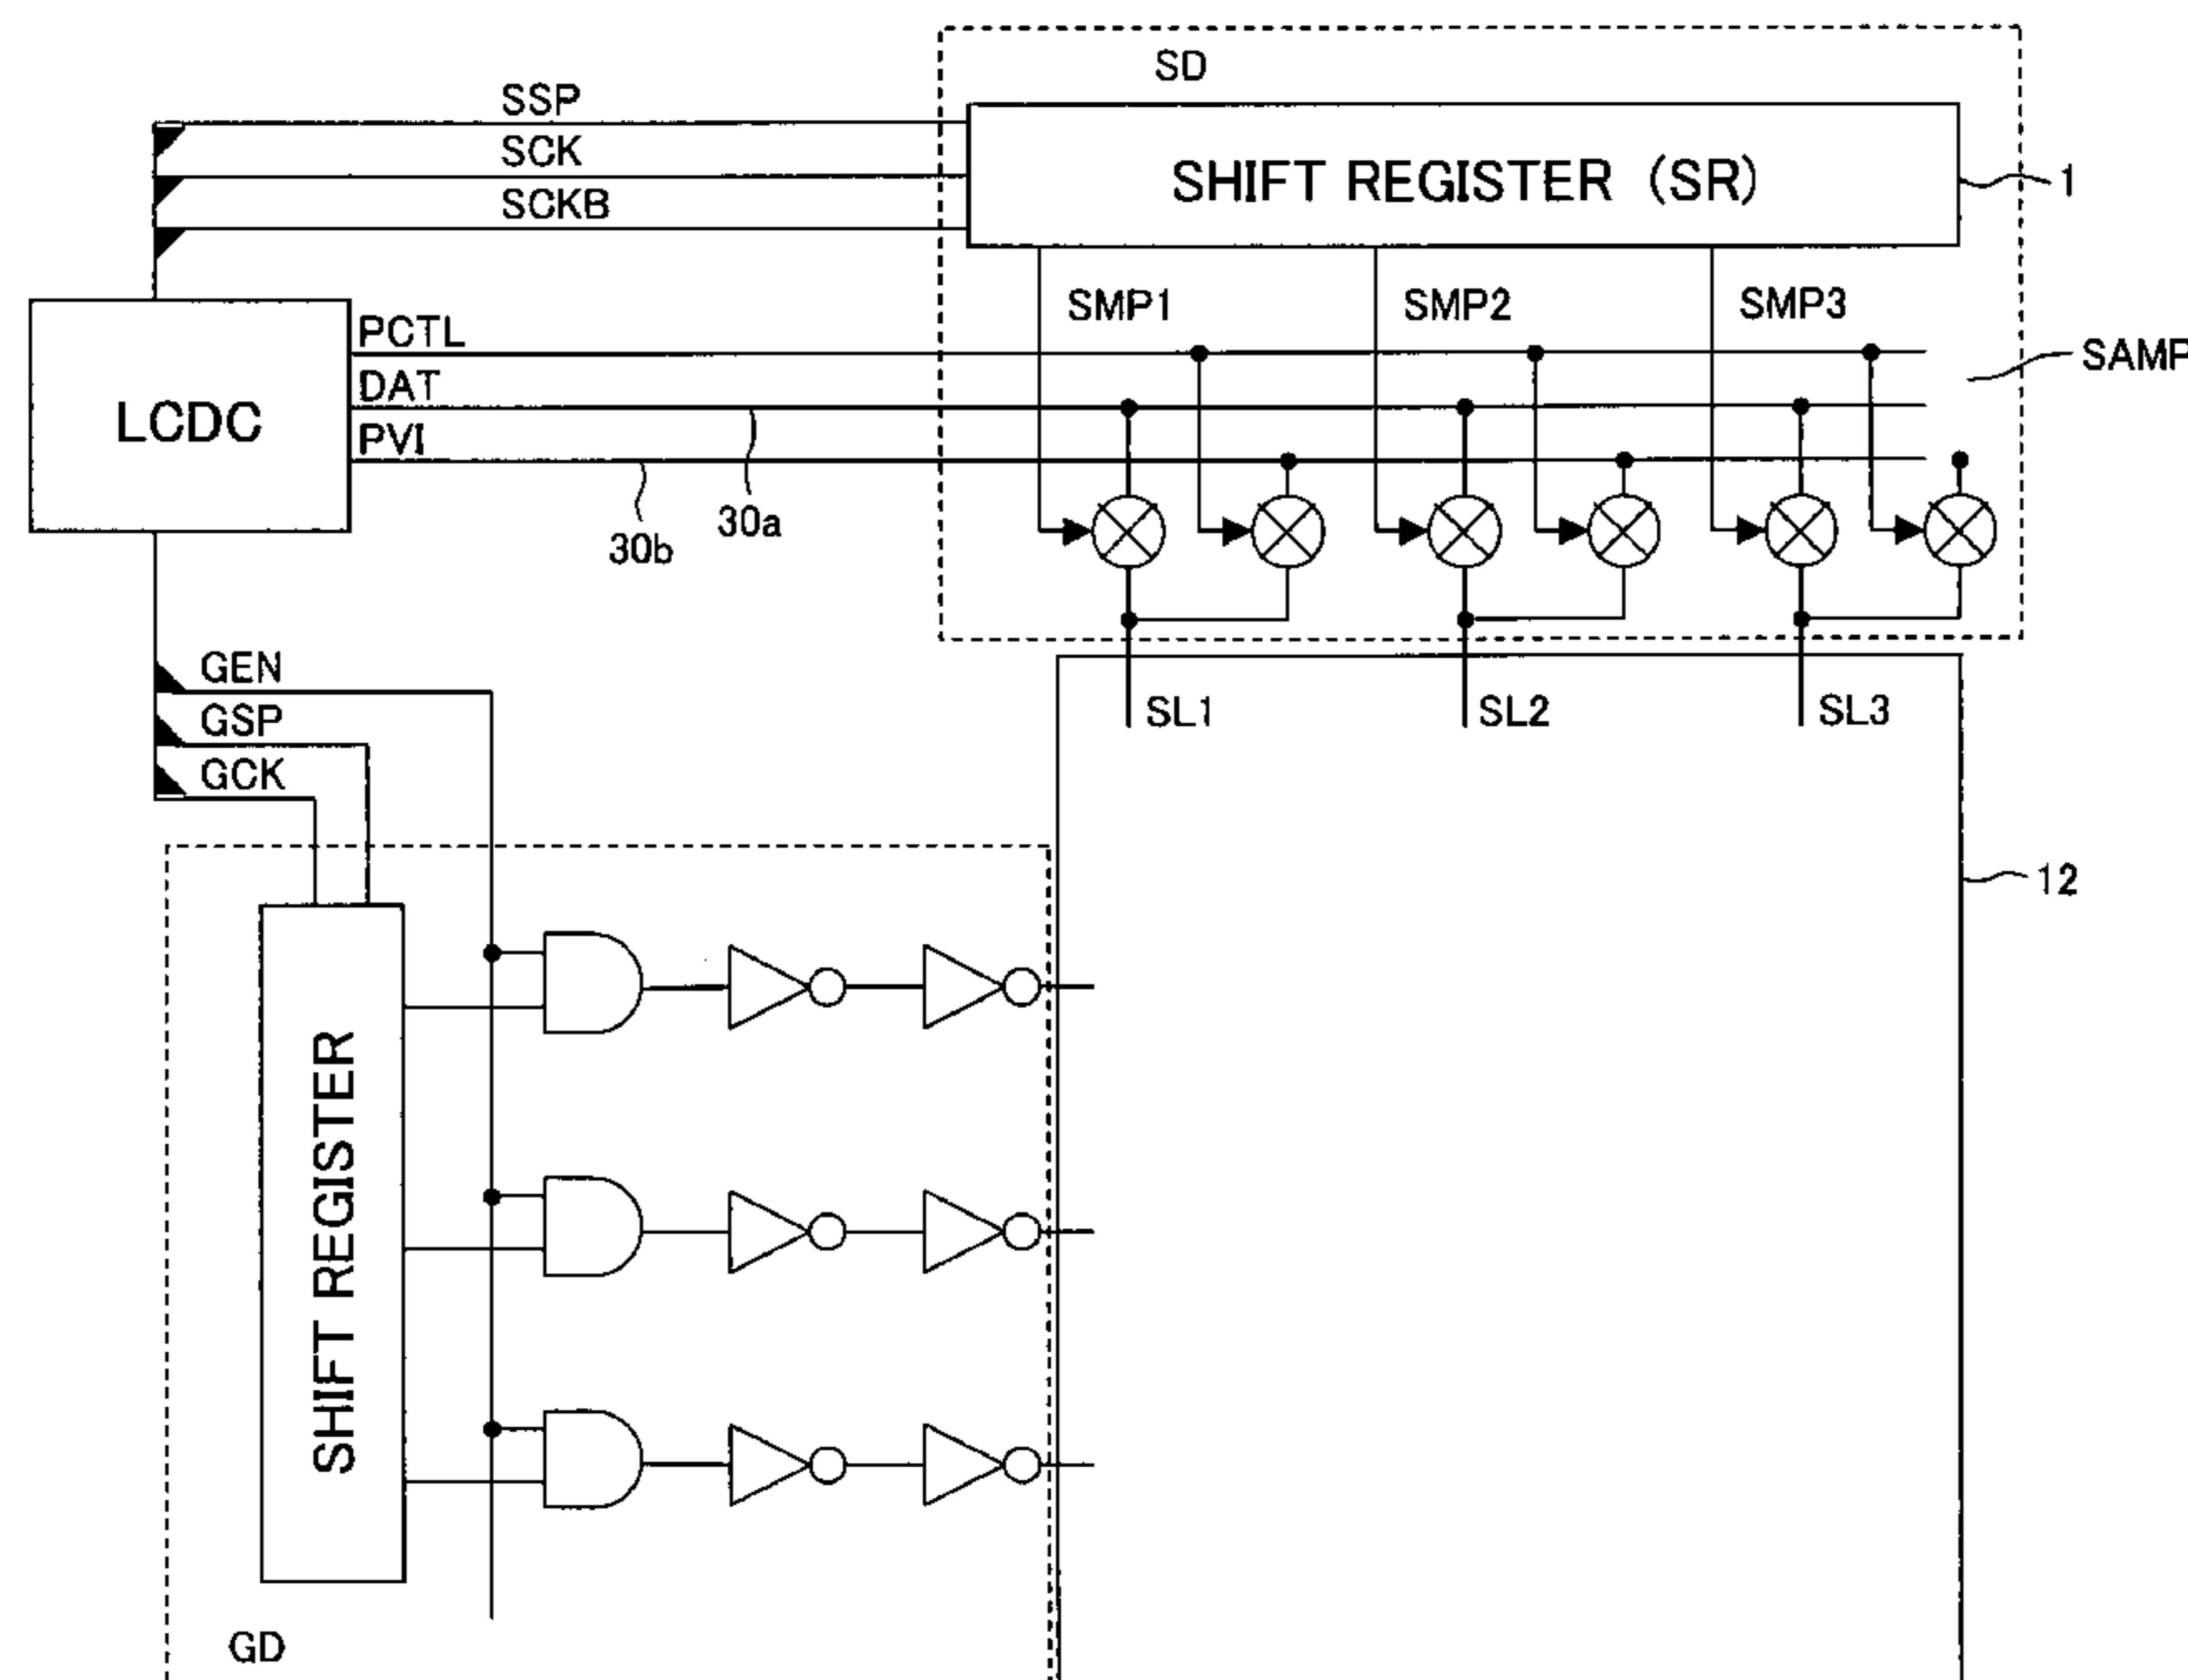 SD
SSP
SCK
SCKB
SHIFT REGISTER (SR)
1
SMP1
SMP2
SMP3
PCTL
DAT
PVI
LCDC
SAMP
30a
30b
GEN
GSP
GCK
SL1
SL2
SL3
12
SHIFT REGISTER
GD